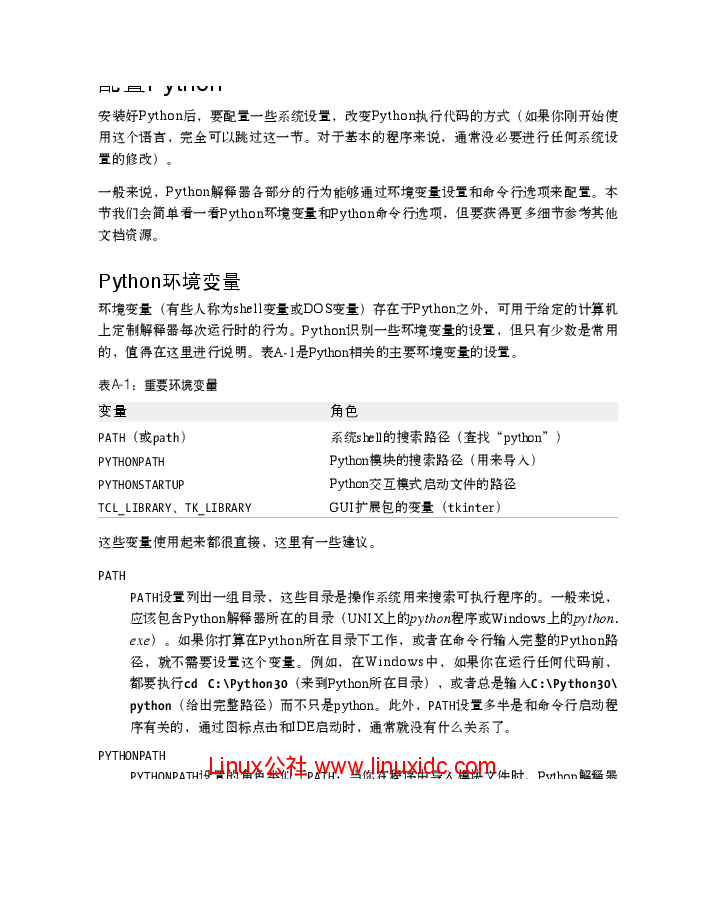 配置Python
安装好Python后，要配置一些系统设置，改变Python执行代码的方式（如果你刚开始使
用这个语言，完全可以跳过这一节。对于基本的程序来说，通常没必要进行任何系统设
置的修改）。
一般来说，Python解释器各部分的行为能够通过环境变量设置和命令行选项来配置。本
节我们会简单看一看Python环境变量和Python命令行选项，但要获得更多细节参考其他
文档资源。
Python环境变量
环境变量（有些人称为shell变量或DOS变量）存在于Python之外，可用于给定的计算机
上定制解释器每次运行时的行为。Python识别一些环境变量的设置，但只有少数是常用
的，值得在这里进行说明。表A-1是Python相关的主要环境变量的设置。
表A-1：重要环境变量
变量 角色
PATH（或path） 系统shell的搜索路径（查找“python”）
PYTHONPATH Python模块的搜索路径（用来导入）
PYTHONSTARTUP Python交互模式启动文件的路径
TCL_LIBRARY、TK_LIBRARY GUI扩展包的变量（tkinter）
这些变量使用起来都很直接，这里有一些建议。
PATH
PATH设置列出一组目录，这些目录是操作系统用来搜索可执行程序的。一般来说，
应该包含Python解释器所在的目录（UNIX上的python程序或Windows上的python.
exe）。如果你打算在Python所在目录下工作，或者在命令行输入完整的Python路
径，就不需要设置这个变量。例如，在Windows中，如果你在运行任何代码前，
都要执行cd C:\Python30（来到Python所在目录），或者总是输入C:\Python30\
python（给出完整路径）而不只是python。此外，PATH设置多半是和命令行启动程
序有关的，通过图标点击和IDE启动时，通常就没有什么关系了。
PYTHONPATH
PYTHONPATH设置的角色类似于PATH：当你在程序中导入模块文件时，Python解释器
Linux公社 www.linuxidc.com